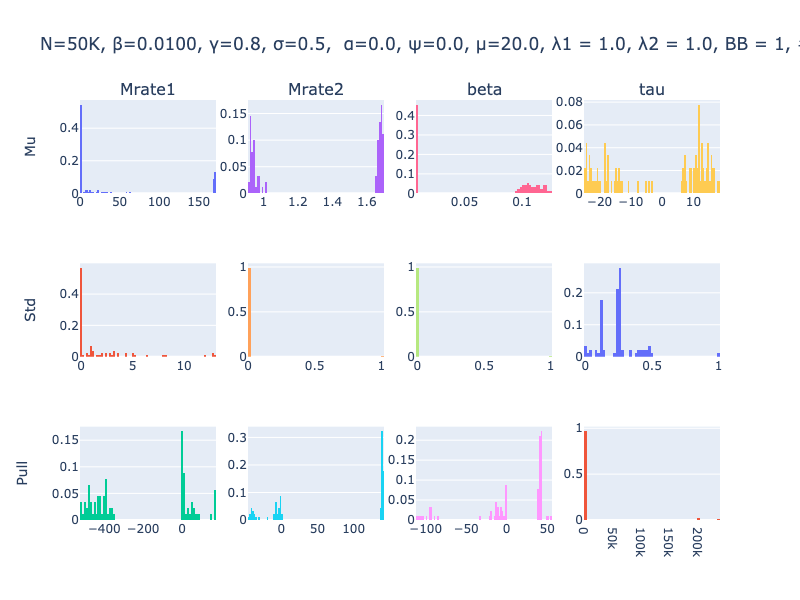 N=50K, β=0.0100, γ=0.8, σ=0.5, α=0.0, ψ=0.0, μ=20.0, λ1 = 1.0, λ2 = 1.0, BB = 1,
Mrate1 Mrate2 beta tau
Mu
0.4 0.2 0
0 50 100 150
0.15 0.1 0.05 0
1 1.2 1.4 1.6
0.4 0.3 0.2 0.1 0
0.05 0.1
0.08 0.06 0.04 0.02 0
−20 −10 0 10
Std
0.4 0.2 0
0 5 10
1 0.5 0
0 0.5 1
1 0.5 0
0 0.5 1
0.2 0.1 0
0 0.5 1
Pull
0.15 0.1 0.05 0
−400 −200 0
0.3 0.2 0.1 0
0 50 100
0.2 0.15 0.1 0.05 0
−100 −50 0 50
1 0.5 0
0 50k 100k 150k 200k